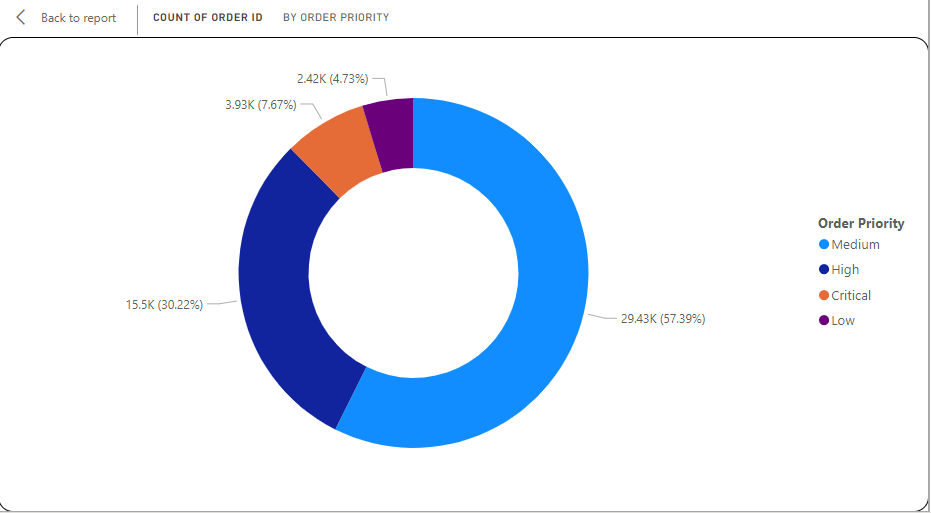 Back to report
COUNT OF ORDER ID
BY ORDER PRIORITY
2.42K (4.73%)
3.93K (7.67%)
15.5K (30.22%)
29.43K (57.39%)
Order Priority
Medium
High
Critical
Low